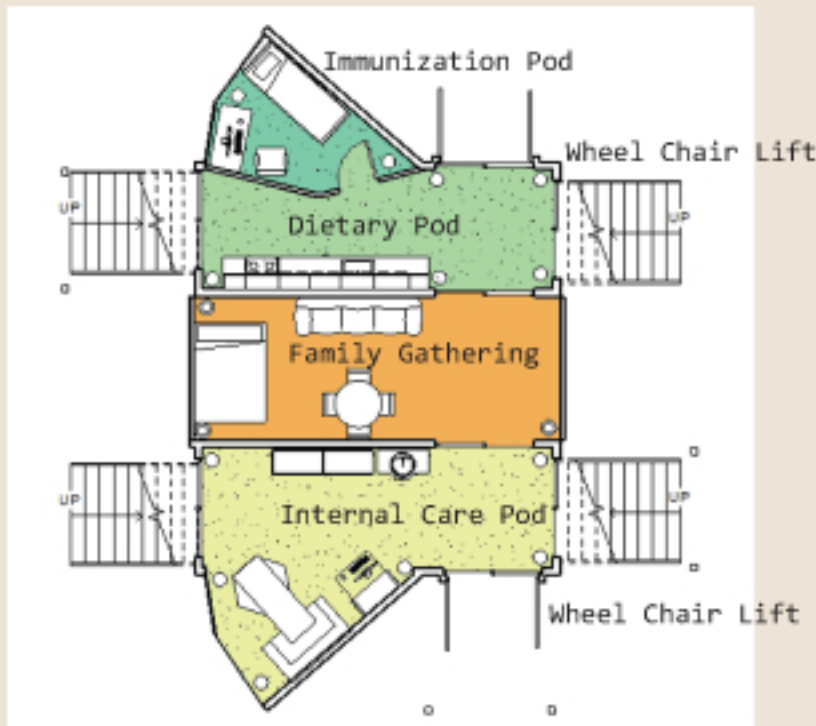 Immunization Pod
Wheel Chair Lift
UP
Dietary Pod
UP
Family Gathering
UP
Internal Care Pod
UP
Wheel Chair Lift